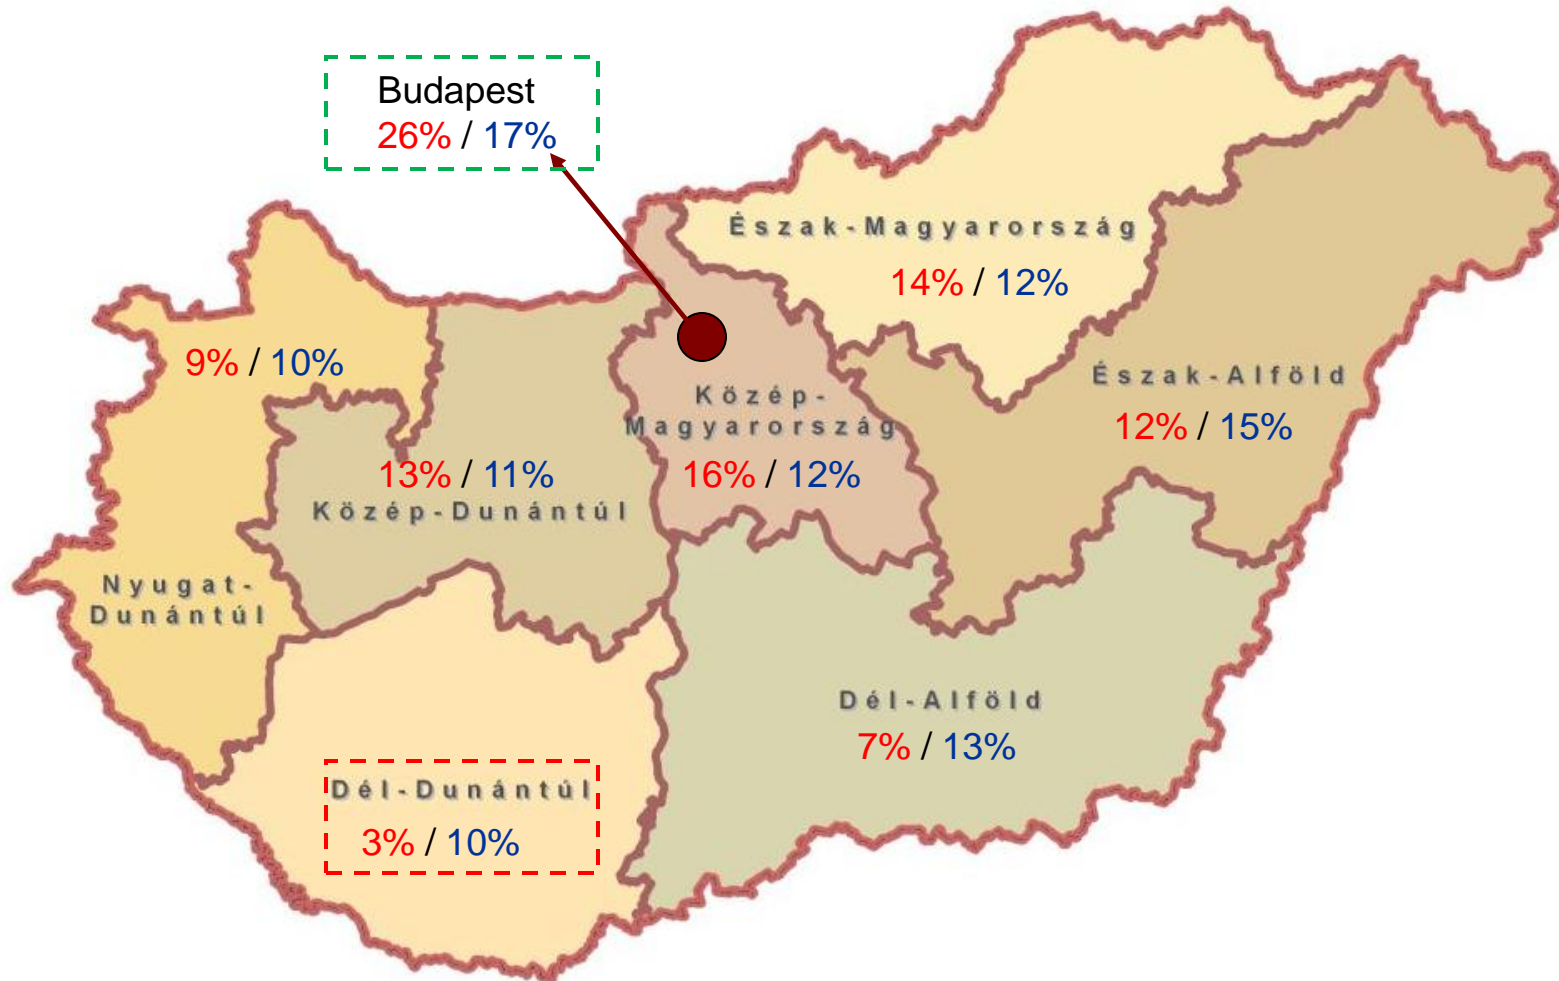 Budapest
26% / 17%
Észak-Magyarország
14% / 12%
9% / 10%
Észak-Alföld
12% / 15%
Közép-
Magyarország
16% / 12%
13% / 11%
Közép-Dunántúl
Nyugat-
Dunántúl
Dél-Alföld
7% / 13%
Dél-Dunántúl
3% / 10%